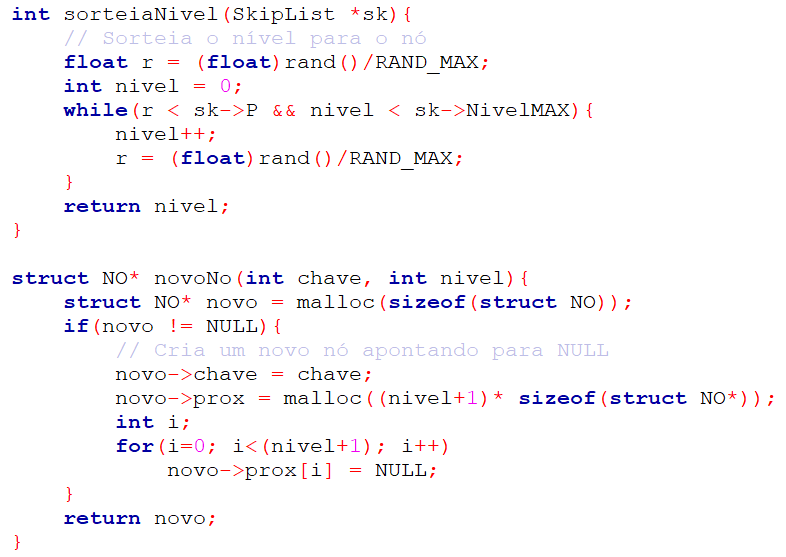 int sorteiaNivel(SkipList *sk){
    // Sorteia o nível para o nó
    float r = (float)rand()/RAND_MAX;
    int nivel = 0;
    while(r < sk->P && nivel < sk->NivelMAX){
        nivel++;
        r = (float)rand()/RAND_MAX;
    }
    return nivel;
}

struct NO* novoNo(int chave, int nivel){
    struct NO* novo = malloc(sizeof(struct NO));
    if(novo != NULL){
        // Cria um novo nó apontando para NULL
        novo->chave = chave;
        novo->prox = malloc((nivel+1)* sizeof(struct NO*));
        int i;
        for(i=0; i<(nivel+1); i++)
            novo->prox[i] = NULL;
    }
    return novo;
}